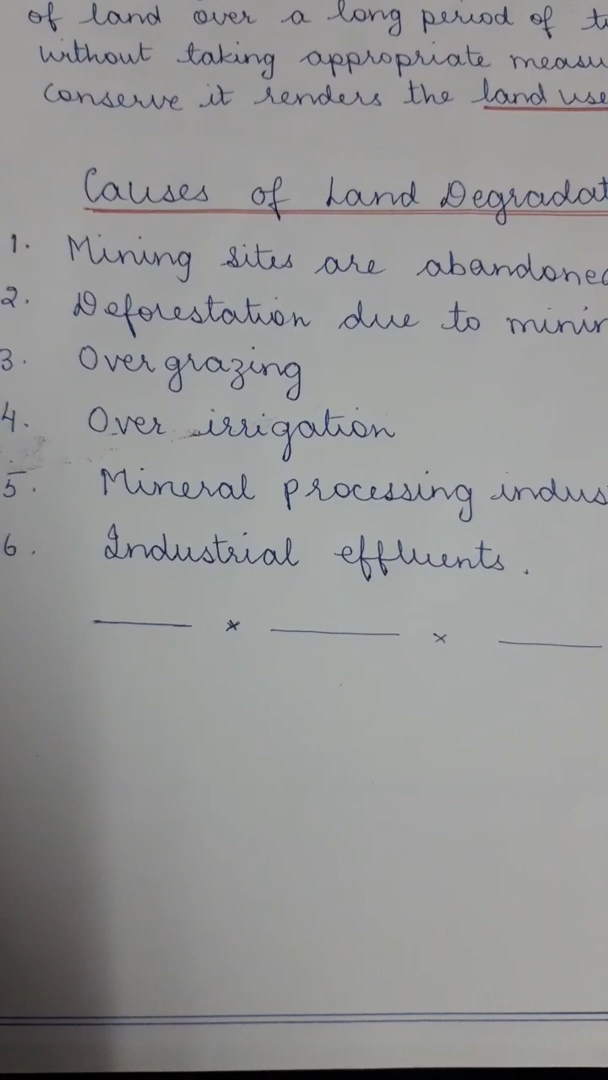 of land over a long period of
without taking appropriate
conserve it renders the land
Causes of Land
1. Mining sites are abandoned
2. Deforestation due to
3. Over grazing
4. Over irrigation
5. Mineral processing
6. Industrial effluents.